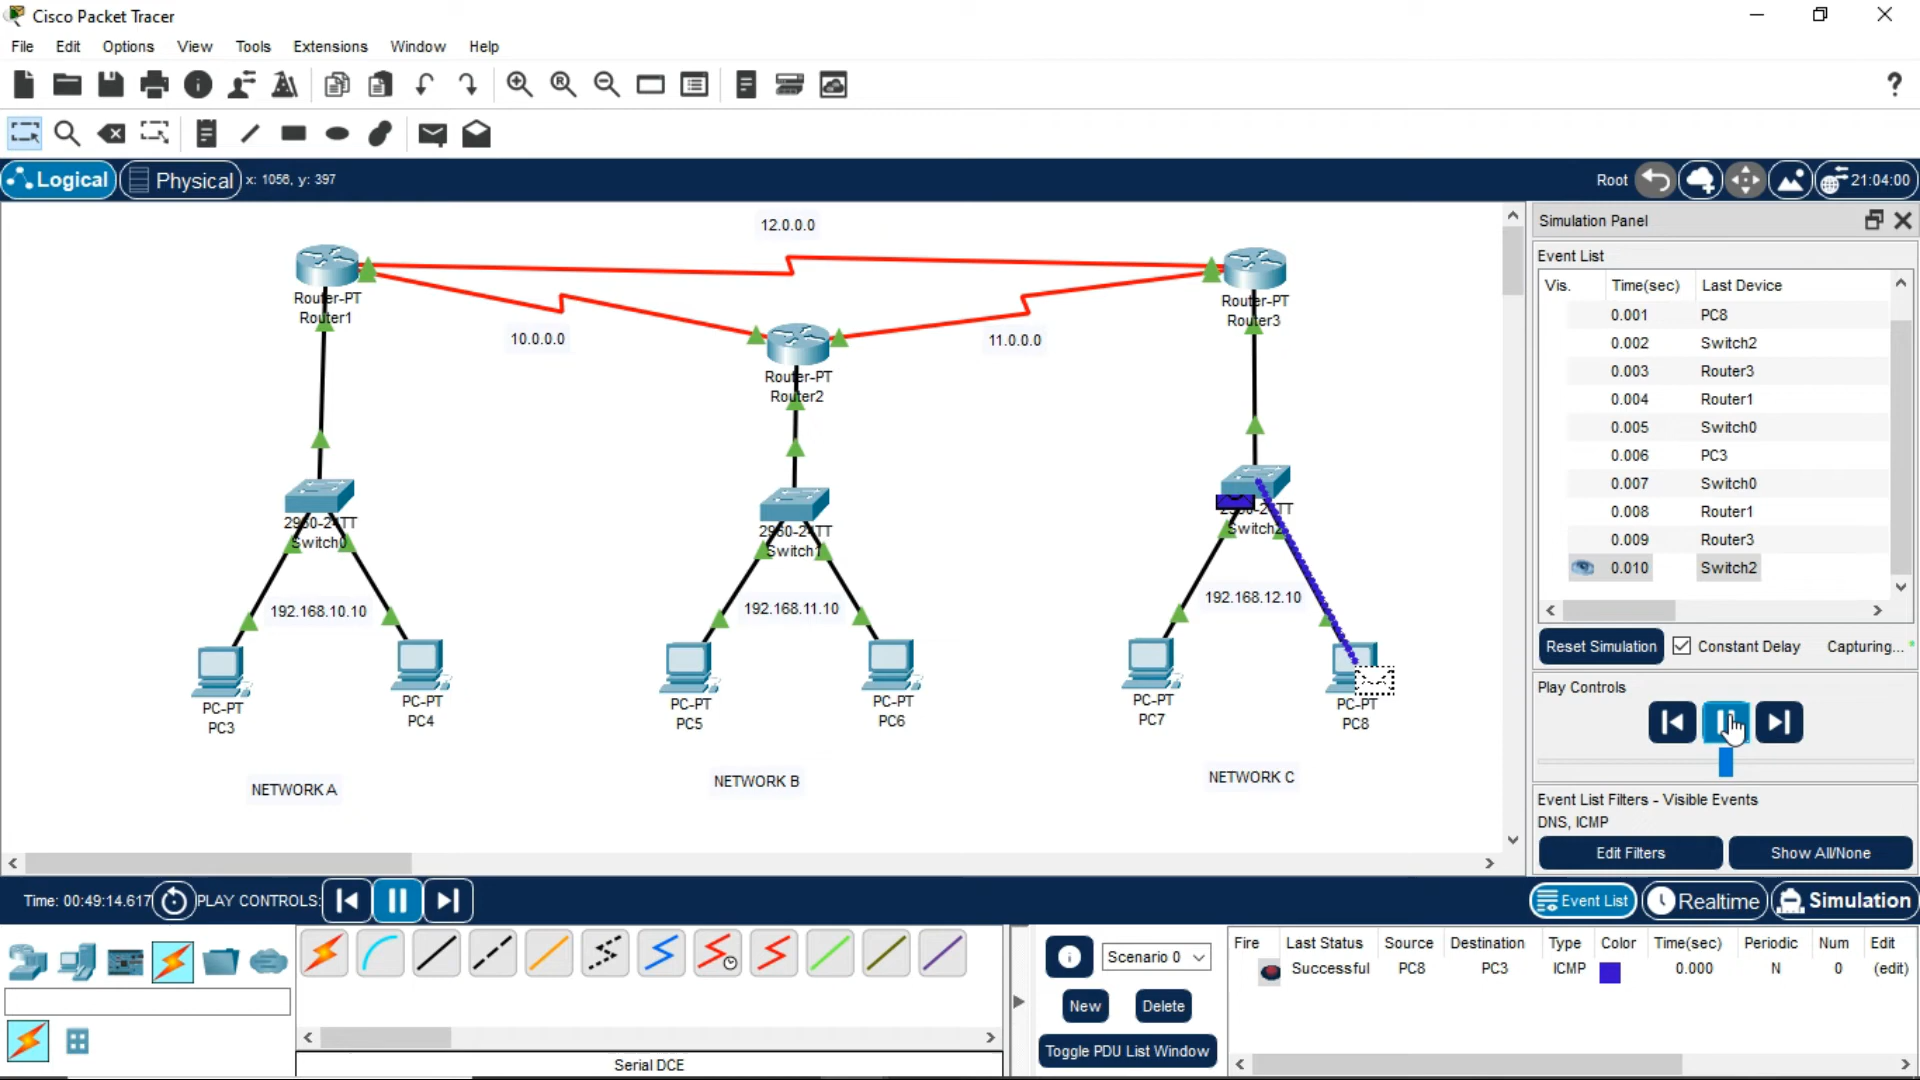 Cisco Packet Tracer
File Edit Options View Tools Extensions Window Help
Logical Physical x: 1056, y: 397 Root 21:04:00
12.0.0.0
Router-PT
Router1
10.0.0.0
Router-PT
Router2
11.0.0.0
Router-PT
Router3
2960-24TT
Switch0
2960-24TT
Switch1
Switch2
192.168.10.10
192.168.11.10
192.168.12.10
PC-PT
PC3
PC-PT
PC4
PC-PT
PC5
PC-PT
PC6
PC-PT
PC7
PC-PT
PC8
NETWORK A
NETWORK B
NETWORK C
Simulation Panel
Event List
Vis. Time(sec) Last Device
0.001 PC8
0.002 Switch2
0.003 Router3
0.004 Router1
0.005 Switch0
0.006 PC3
0.007 Switch0
0.008 Router1
0.009 Router3
0.010 Switch2
Reset Simulation Constant Delay Capturing...
Play Controls
Event List Filters - Visible Events
DNS, ICMP
Edit Filters Show All/None
Time: 00:49:14.617 PLAY CONTROLS: Event List Realtime Simulation
Scenario 0
New Delete
Toggle PDU List Window
Serial DCE
Fire Last Status Source Destination Type Color Time(sec) Periodic Num Edit
Successful PC8 PC3 ICMP 0.000 N 0 (edit)